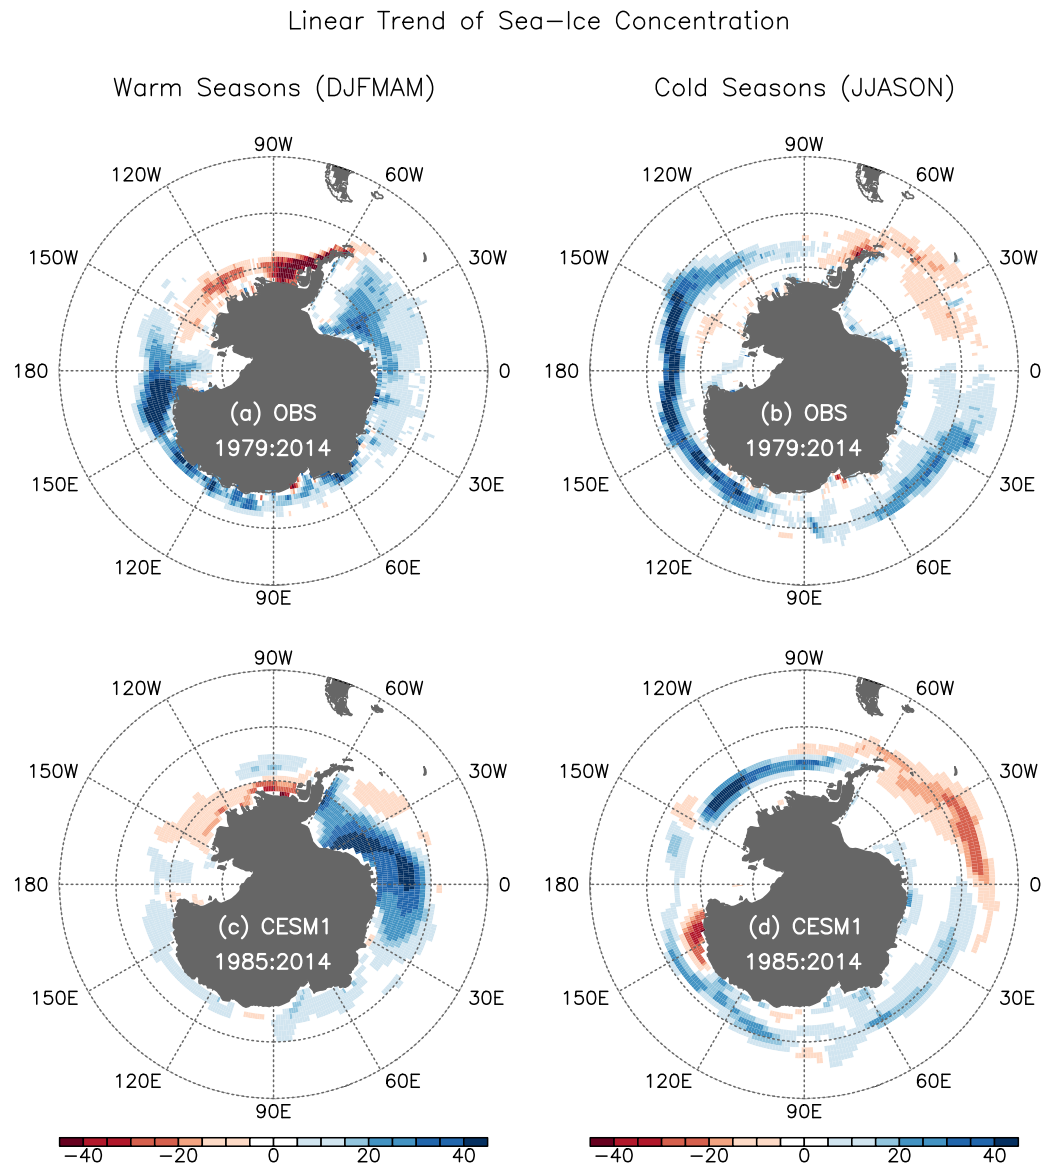 Linear Trend of Sea-Ice Concentration
Warm Seasons (DJFMAM)
Cold Seasons (JJASON)
90W
120W
60W
150W
30W
180
0
(a) OBS
1979:2014
150E
30E
120E
60E
90E
90W
120W
60W
150W
30W
180
0
(b) OBS
1979:2014
150E
30E
120E
60E
90E
90W
120W
60W
150W
30W
180
0
(c) CESM1
1985:2014
150E
30E
120E
60E
90E
90W
120W
60W
150W
30W
180
0
(d) CESM1
1985:2014
150E
30E
120E
60E
90E
-40 -20 0 20 40
-40 -20 0 20 40